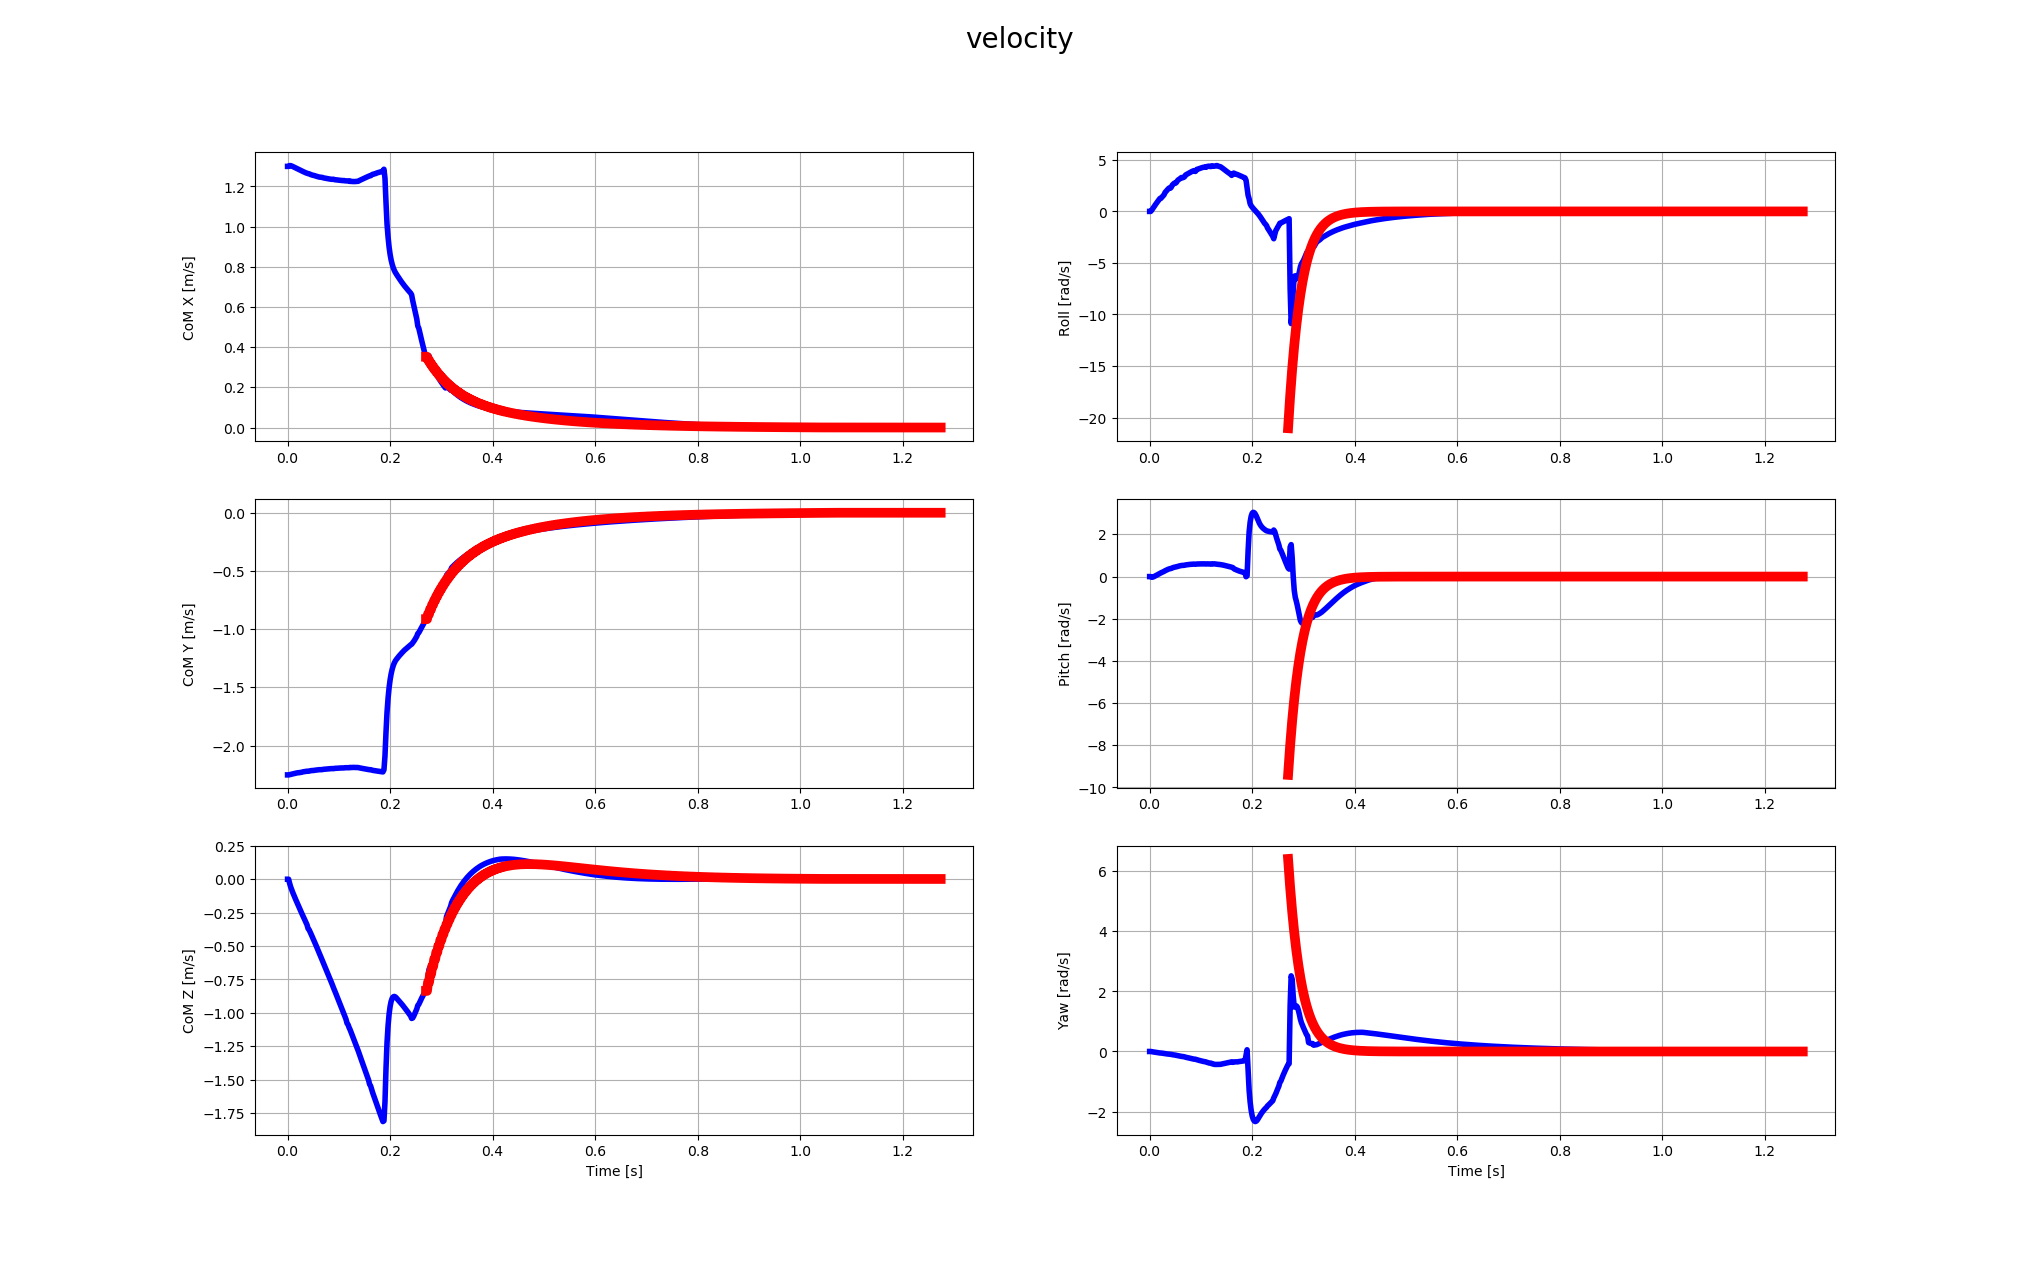 velocity
CoM X [m/s]
1.2
1.0
0.8
0.6
0.4
0.2
0.0
0.0 0.2 0.4 0.6 0.8 1.0 1.2
Roll [rad/s]
5
0
−5
−10
−15
−20
0.0 0.2 0.4 0.6 0.8 1.0 1.2
CoM Y [m/s]
0.0
−0.5
−1.0
−1.5
−2.0
0.0 0.2 0.4 0.6 0.8 1.0 1.2
Pitch [rad/s]
2
0
−2
−4
−6
−8
−10
0.0 0.2 0.4 0.6 0.8 1.0 1.2
CoM Z [m/s]
0.25
0.00
−0.25
−0.50
−0.75
−1.00
−1.25
−1.50
−1.75
0.0 0.2 0.4 0.6 0.8 1.0 1.2
Time [s]
Yaw [rad/s]
6
4
2
0
−2
0.0 0.2 0.4 0.6 0.8 1.0 1.2
Time [s]